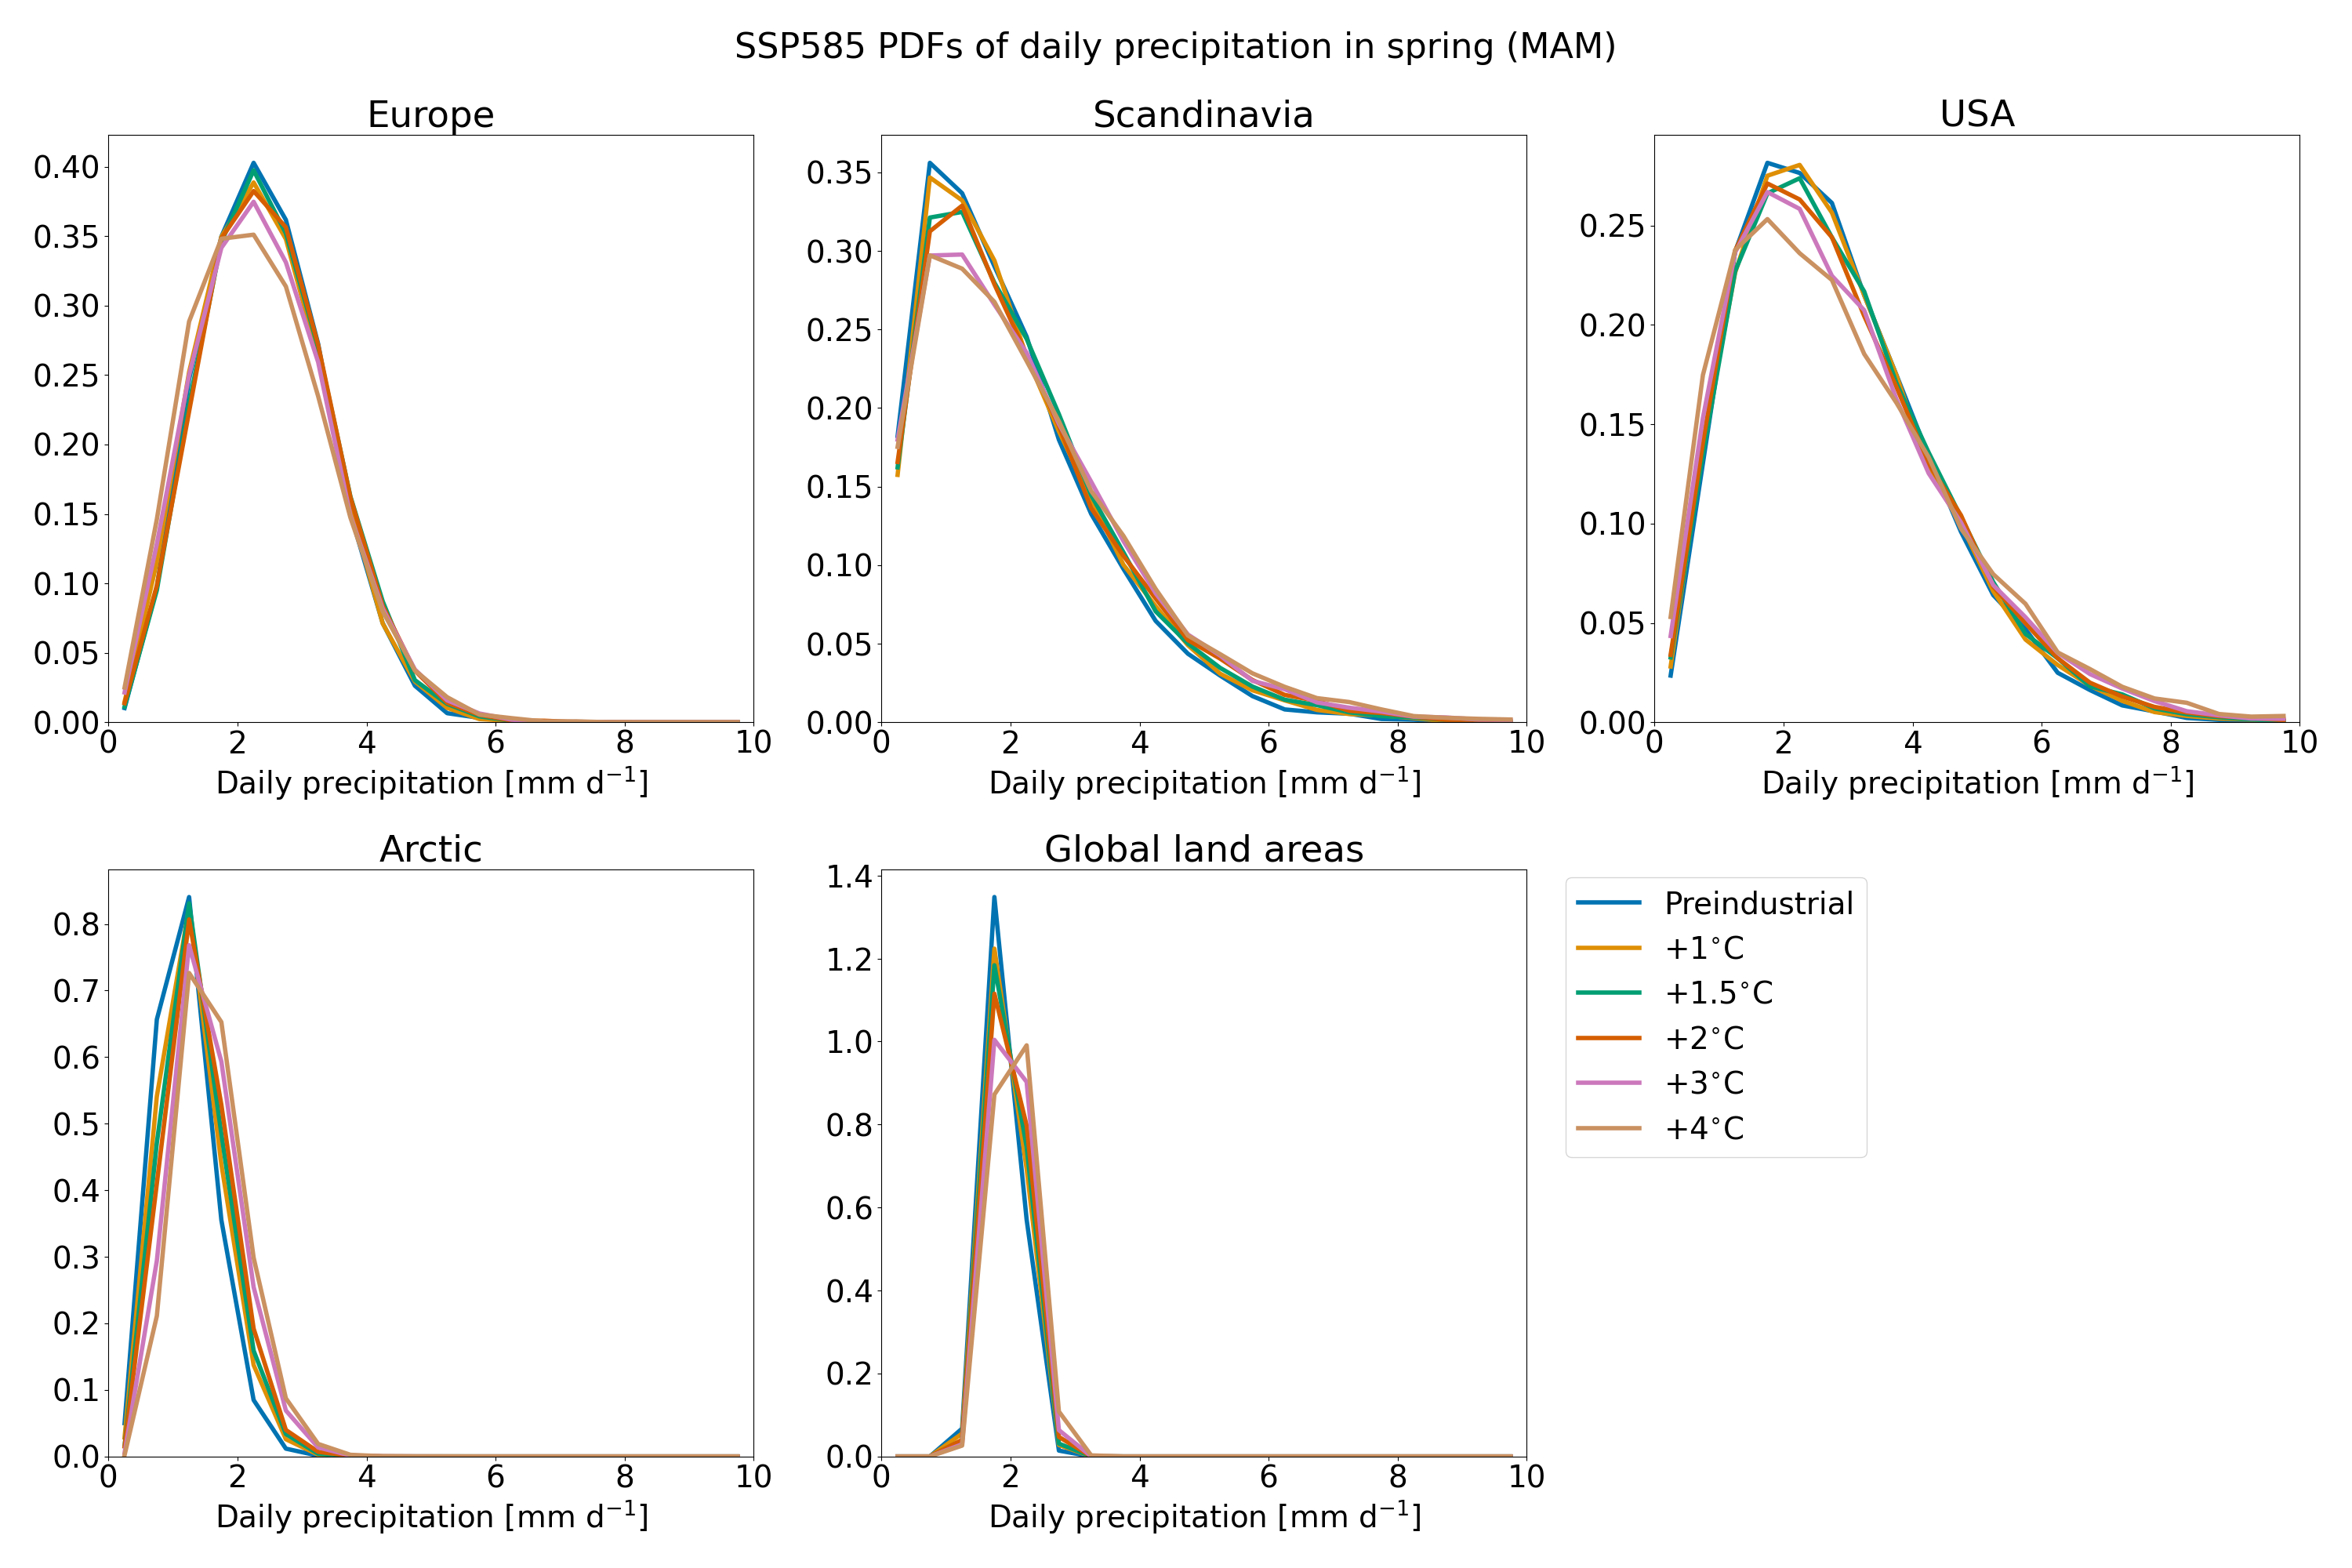 SSP585 PDFs of daily precipitation in spring (MAM)
Europe
0.40
0.35
0.30
0.25
0.20
0.15
0.10
0.05
0.00
0 2 4 6 8 10
Daily precipitation [mm d⁻¹]
Scandinavia
0.35
0.30
0.25
0.20
0.15
0.10
0.05
0.00
0 2 4 6 8 10
Daily precipitation [mm d⁻¹]
USA
0.25
0.20
0.15
0.10
0.05
0.00
0 2 4 6 8 10
Daily precipitation [mm d⁻¹]
Arctic
0.8
0.7
0.6
0.5
0.4
0.3
0.2
0.1
0.0
0 2 4 6 8 10
Daily precipitation [mm d⁻¹]
Global land areas
1.4
1.2
1.0
0.8
0.6
0.4
0.2
0.0
0 2 4 6 8 10
Daily precipitation [mm d⁻¹]
Preindustrial
+1°C
+1.5°C
+2°C
+3°C
+4°C